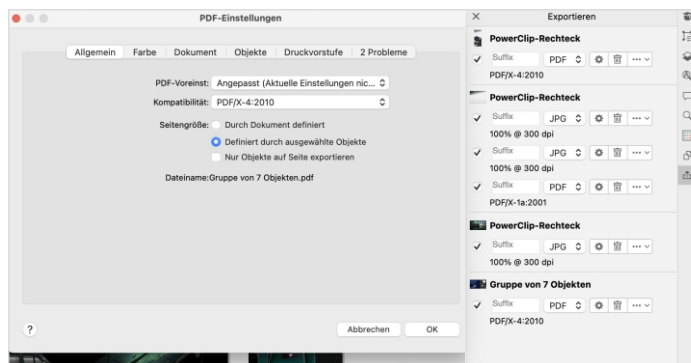 PDF-Einstellungen
Allgemein Farbe Dokument Objekte Druckvorstufe 2 Probleme
PDF-Voreinst: Angepasst (Aktuelle Einstellungen nic...
Kompatibilität: PDF/X-4:2010
Seitengröße: Durch Dokument definiert
Definiert durch ausgewählte Objekte
Nur Objekte auf Seite exportieren
Dateiname:Gruppe von 7 Objekten.pdf
? Abbrechen OK
Exportieren
PowerClip-Rechteck
Suffix PDF
PDF/X-4:2010
PowerClip-Rechteck
Suffix JPG
100% @ 300 dpi
Suffix JPG
100% @ 300 dpi
Suffix PDF
PDF/X-1a:2001
PowerClip-Rechteck
Suffix JPG
100% @ 300 dpi
Gruppe von 7 Objekten
Suffix PDF
PDF/X-4:2010